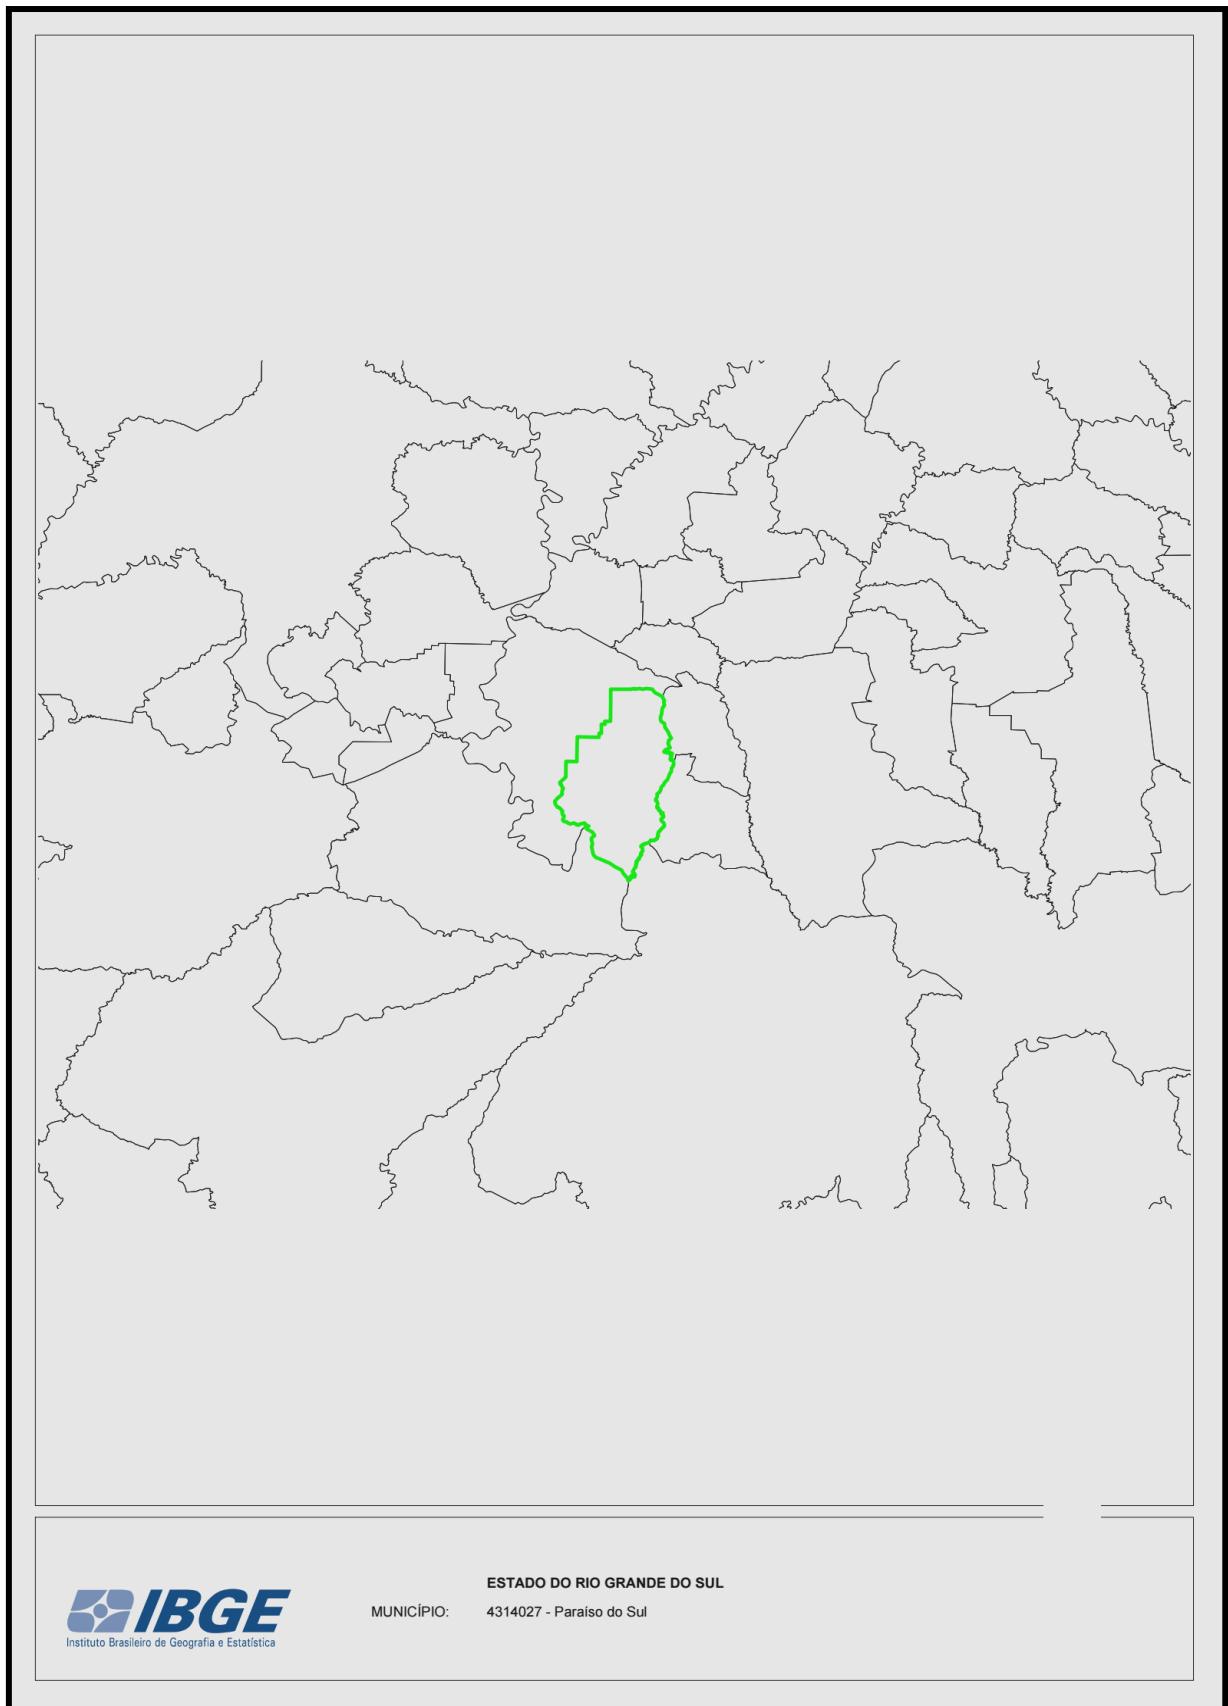 ESTADO DO RIO GRANDE DO SUL
IBGE
MUNICÍPIO: 4314027 - Paraíso do Sul
Instituto Brasileiro de Geografia e Estatística